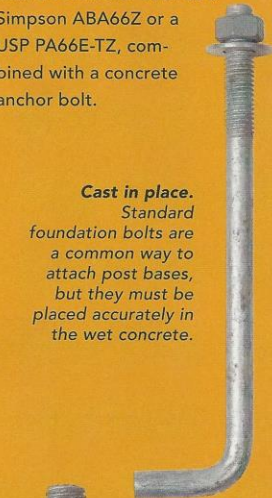 Simpson ABA66Z or a
USP PA66E-TZ, com-
bined with a concrete
anchor bolt.
Cast in place.
Standard
foundation bolts are
a common way to
attach post bases,
but they must be
placed accurately in
the wet concrete.